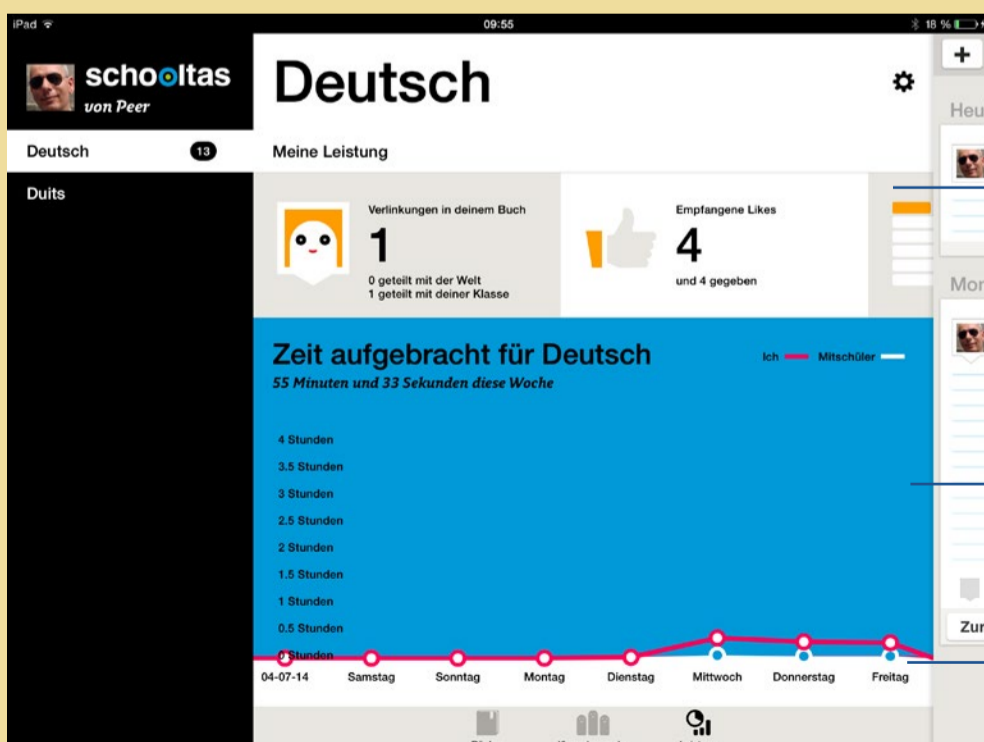 iPad 09:55 18 %
schooltas
von Peer
Deutsch 13
Duits
Deutsch
Meine Leistung
Verlinkungen in deinem Buch
1
0 geteilt mit der Welt
1 geteilt mit deiner Klasse
Empfangene Likes
4
und 4 gegeben
Zeit aufgebracht für Deutsch
55 Minuten und 33 Sekunden diese Woche
Ich Mitschüler
4 Stunden
3.5 Stunden
3 Stunden
2.5 Stunden
2 Stunden
1.5 Stunden
1 Stunden
0.5 Stunden
0 Stunden
04-07-14 Samstag Sonntag Montag Dienstag Mittwoch Donnerstag Freitag
+
Heu
Mon
Zur